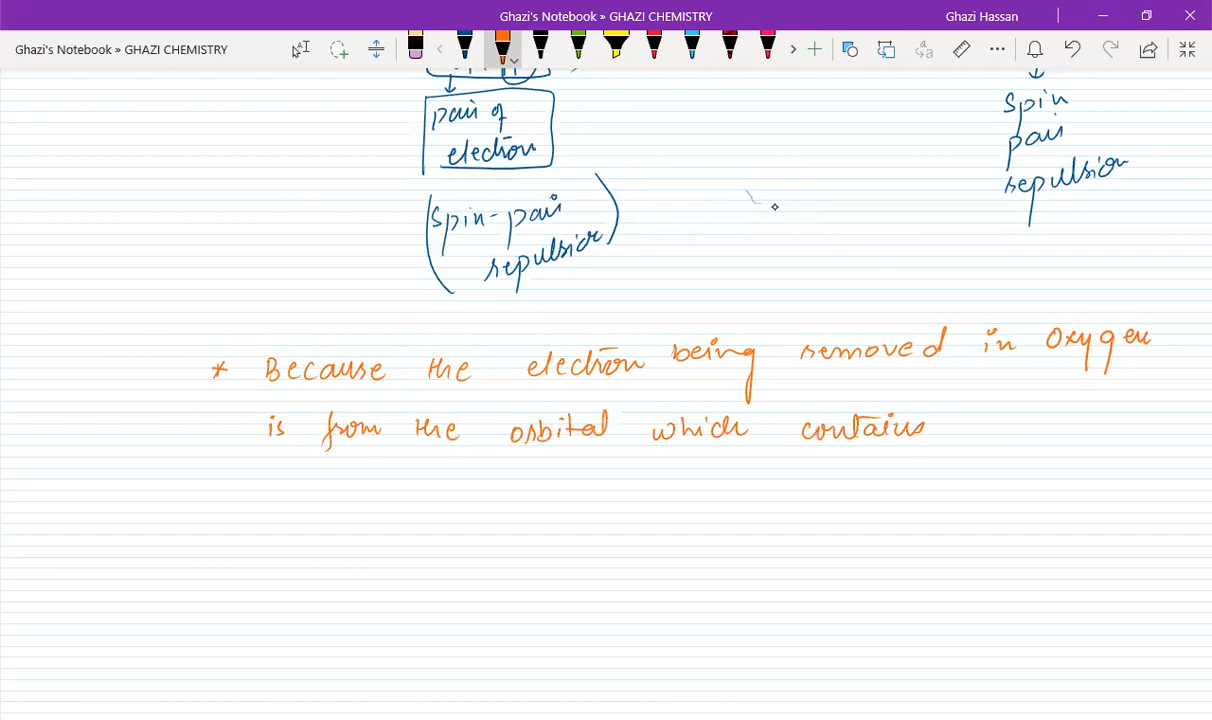 Ghazi's Notebook » GHAZI CHEMISTRY
Ghazi Hassan
Ghazi's Notebook » GHAZI CHEMISTRY
pair of
electron
(spin-pair
repulsion)
spin
pair
repulsion
* Because the electron being removed in oxygen
is from the orbital which contains